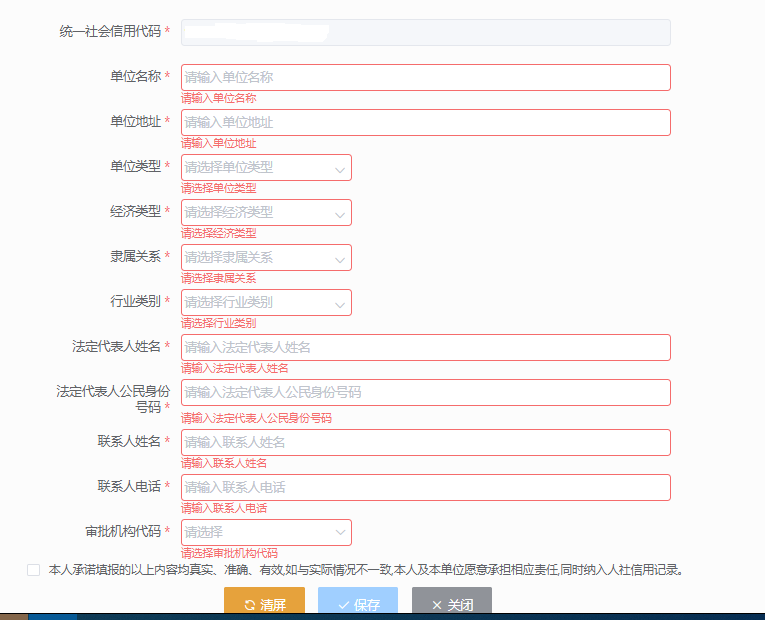 统一社会信用代码 *
单位名称 * 请输入单位名称
请输入单位名称
单位地址 * 请输入单位地址
请输入单位地址
单位类型 * 请选择单位类型
请选择单位类型
经济类型 * 请选择经济类型
请选择经济类型
隶属关系 * 请选择隶属关系
请选择隶属关系
行业类别 * 请选择行业类别
请选择行业类别
法定代表人姓名 * 请输入法定代表人姓名
请输入法定代表人姓名
法定代表人公民身份 请输入法定代表人公民身份号码
号码 *
请输入法定代表人公民身份号码
联系人姓名 * 请输入联系人姓名
请输入联系人姓名
联系人电话 * 请输入联系人电话
请输入联系人电话
审批机构代码 * 请选择
请选择审批机构代码
本人承诺填报的以上内容均真实、准确、有效,如与实际情况不一致,本人及本单位愿意承担相应责任,同时纳入人社信用记录。
清屏 保存 关闭